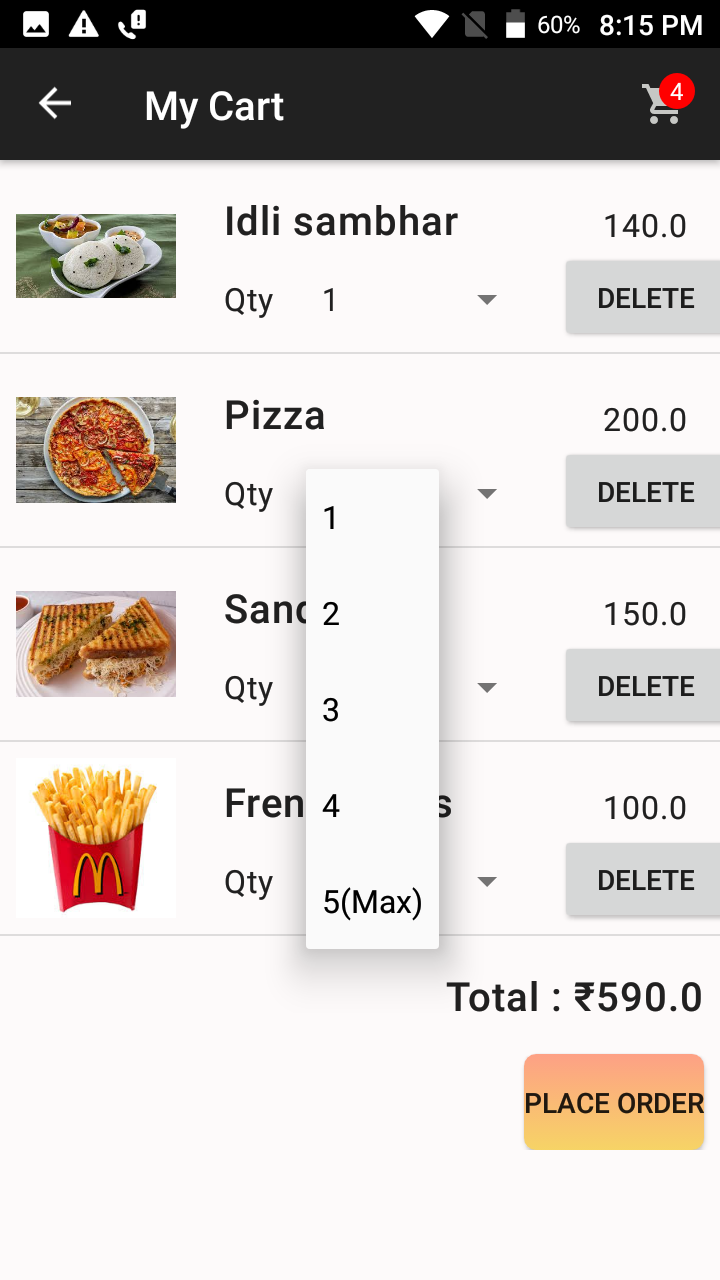 60% 8:15 PM
My Cart 4
Idli sambhar 140.0
Qty 1 DELETE
Pizza 200.0
Qty DELETE
1
2
150.0
Qty DELETE
3
4
100.0
Qty DELETE
5(Max)
Total : ₹590.0
PLACE ORDER